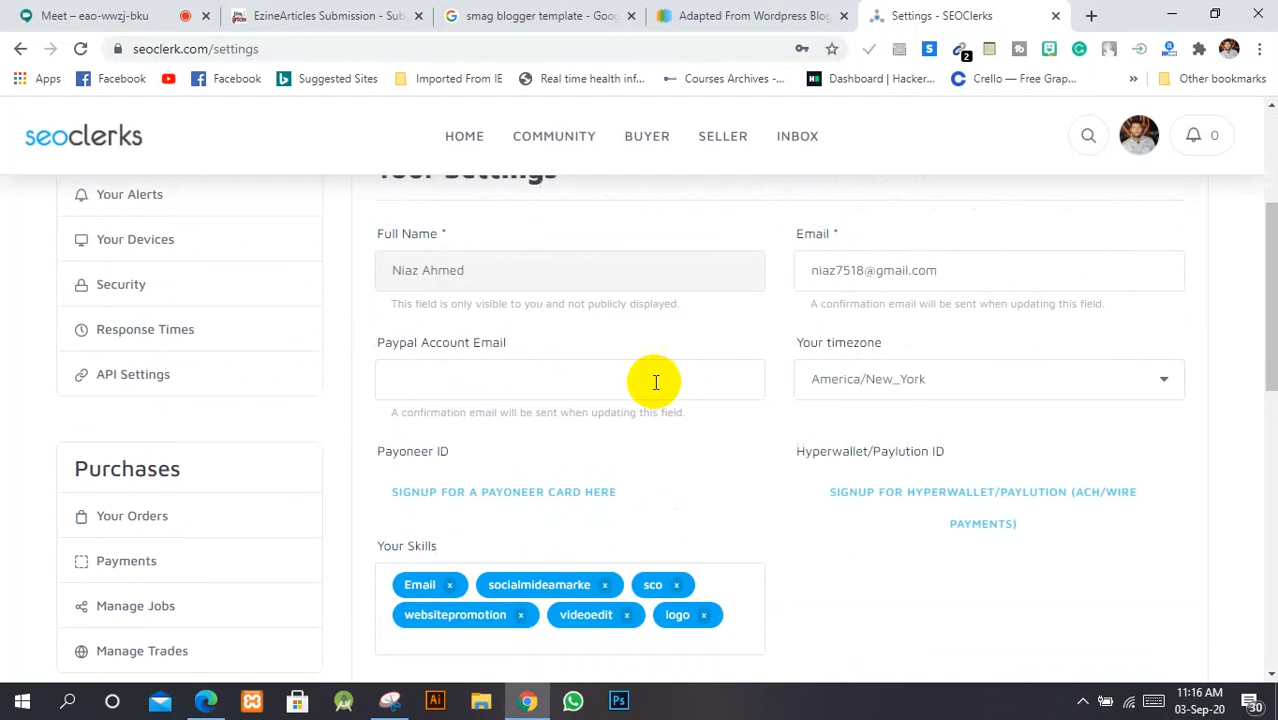 Meet – eao-wwzj-bku
EzineArticles Submission - Sub
smag blogger template - Goog
Adapted From Wordpress Blog
Settings - SEOClerks
seoclerk.com/settings
2
Apps
Facebook
Facebook
Suggested Sites
Imported From IE
Real time health inf...
Courses Archives -...
Dashboard | Hacker...
Crello — Free Grap...
Other bookmarks
seoclerks
HOME
COMMUNITY
BUYER
SELLER
INBOX
0
Your Settings
Your Alerts
Your Devices
Security
Response Times
API Settings
Full Name *
Niaz Ahmed
This field is only visible to you and not publicly displayed.
Email *
niaz7518@gmail.com
A confirmation email will be sent when updating this field.
Paypal Account Email
A confirmation email will be sent when updating this field.
Your timezone
America/New_York
Payoneer ID
SIGNUP FOR A PAYONEER CARD HERE
Hyperwallet/Paylution ID
SIGNUP FOR HYPERWALLET/PAYLUTION (ACH/WIRE
PAYMENTS)
Purchases
Your Orders
Payments
Manage Jobs
Manage Trades
Your Skills
Email x
socialmideamarke x
sco x
websitepromotion x
videoedit x
logo x
Ai
Ps
11:16 AM
03-Sep-20
30